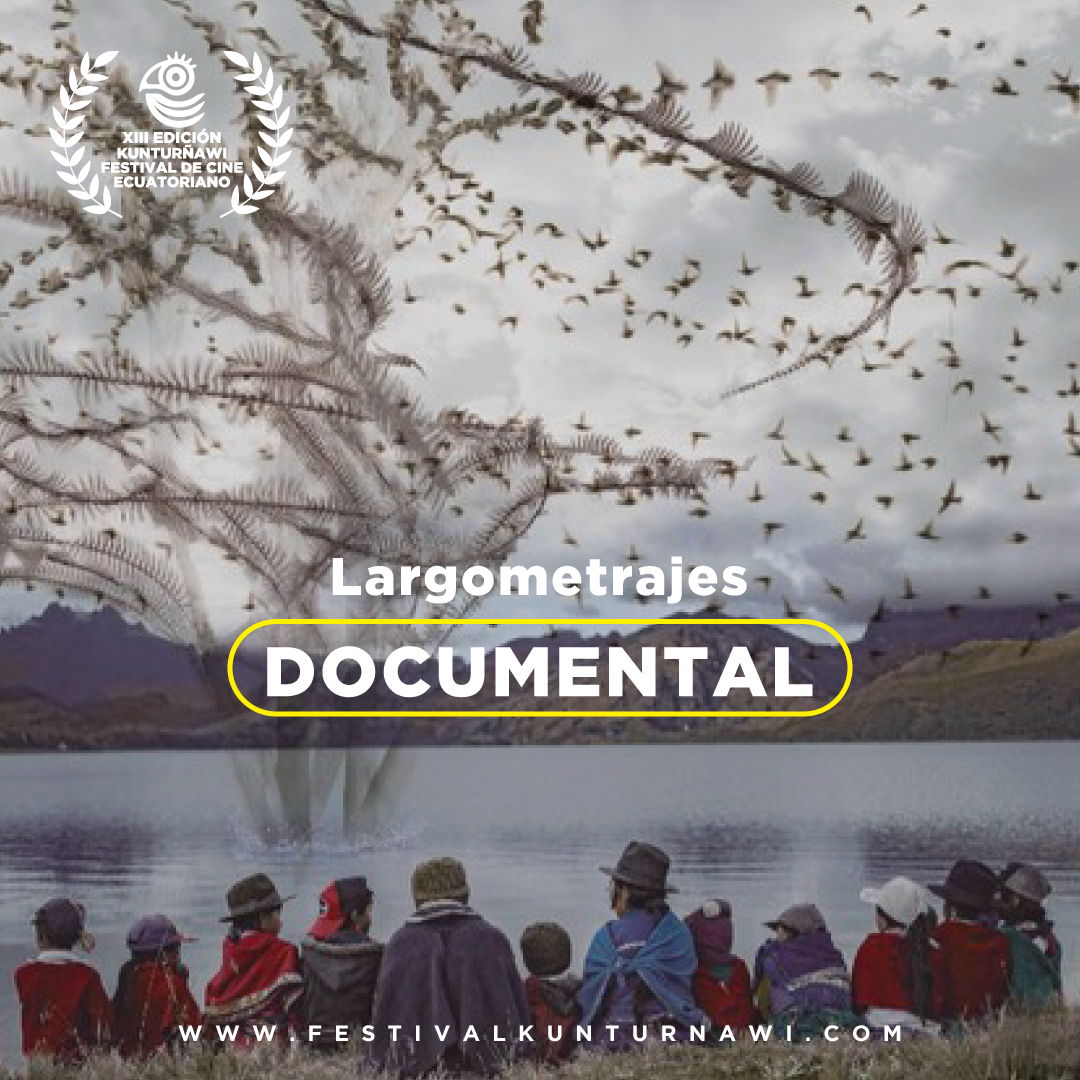 XIII EDICIÓN
KUNTURÑAWI
FESTIVAL DE CINE
ECUATORIANO
Largometrajes
DOCUMENTAL
WWW.FESTIVALKUNTURNAWI.COM